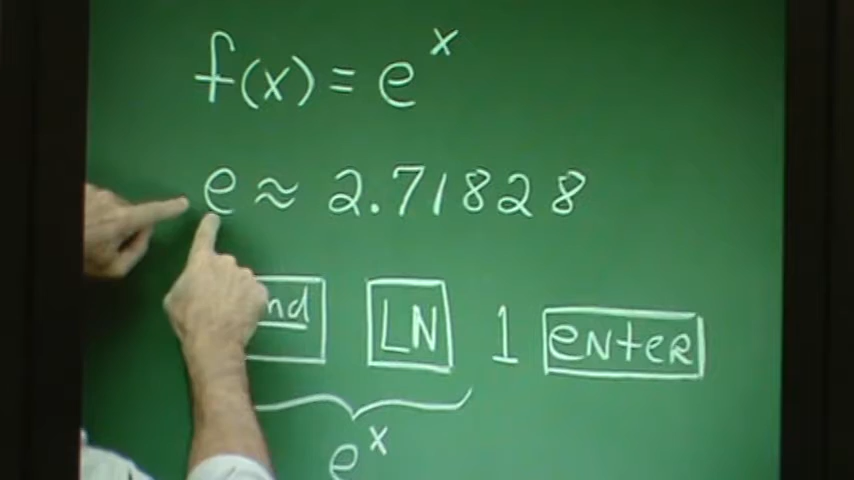 f(x) = e^x
e ≈ 2.71828
nd LN 1 enter
e^x